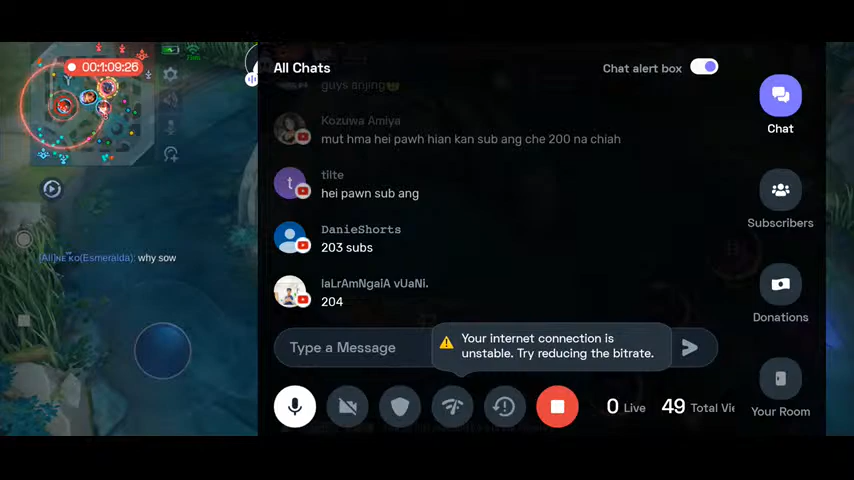 00:1:09:26
All Chats
Chat alert box
guys anjing
Kozuwa Amiya
mut hma hei pawh hian kan sub ang che 200 na chiah
Chat
t
tilte
hei pawn sub ang
Subscribers
DanieShorts
203 subs
[All] (Esmeralda): why sow
laLrAmNgaiA vUaNi.
204
Donations
Type a Message
Your internet connection is
unstable. Try reducing the bitrate.
0 Live
49 Total Vie
Your Room